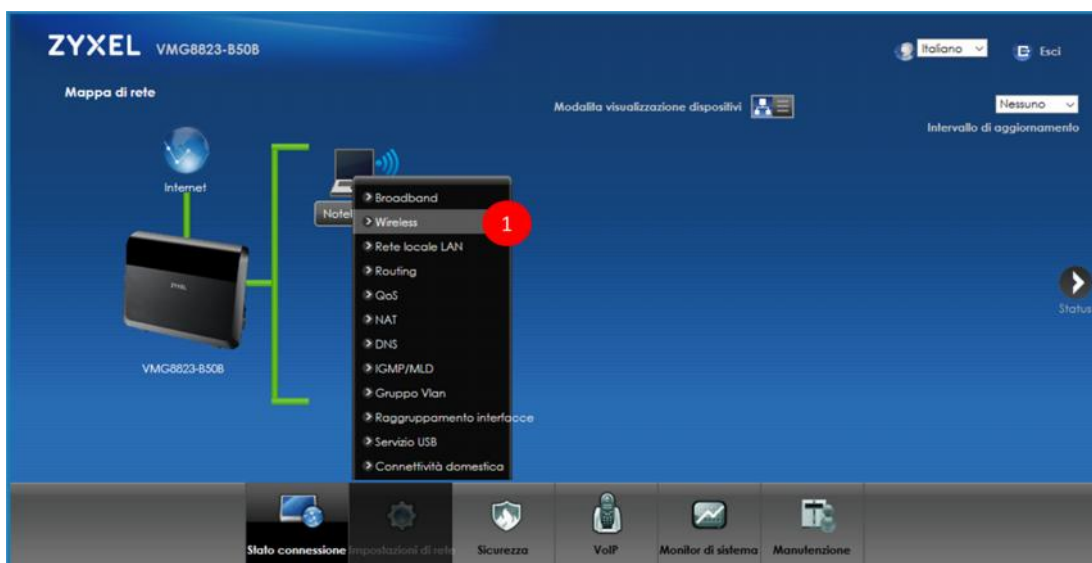 ZYXEL VMG8823-B50B
Italiano
Esci
Mappa di rete
Modalita visualizzazione dispositivi
Nessuno
Intervallo di aggiornamento
Internet
ZYXEL
Broadband
Wireless
1
Rete locale LAN
Routing
QoS
NAT
DNS
IGMP/MLD
Gruppo Vlan
Raggruppamento interfacce
Servizio USB
Connettività domestica
VMG8823-B50B
Status
Stato connessione
Impostazioni di rete
Sicurezza
VoIP
Monitor di sistema
Manutenzione